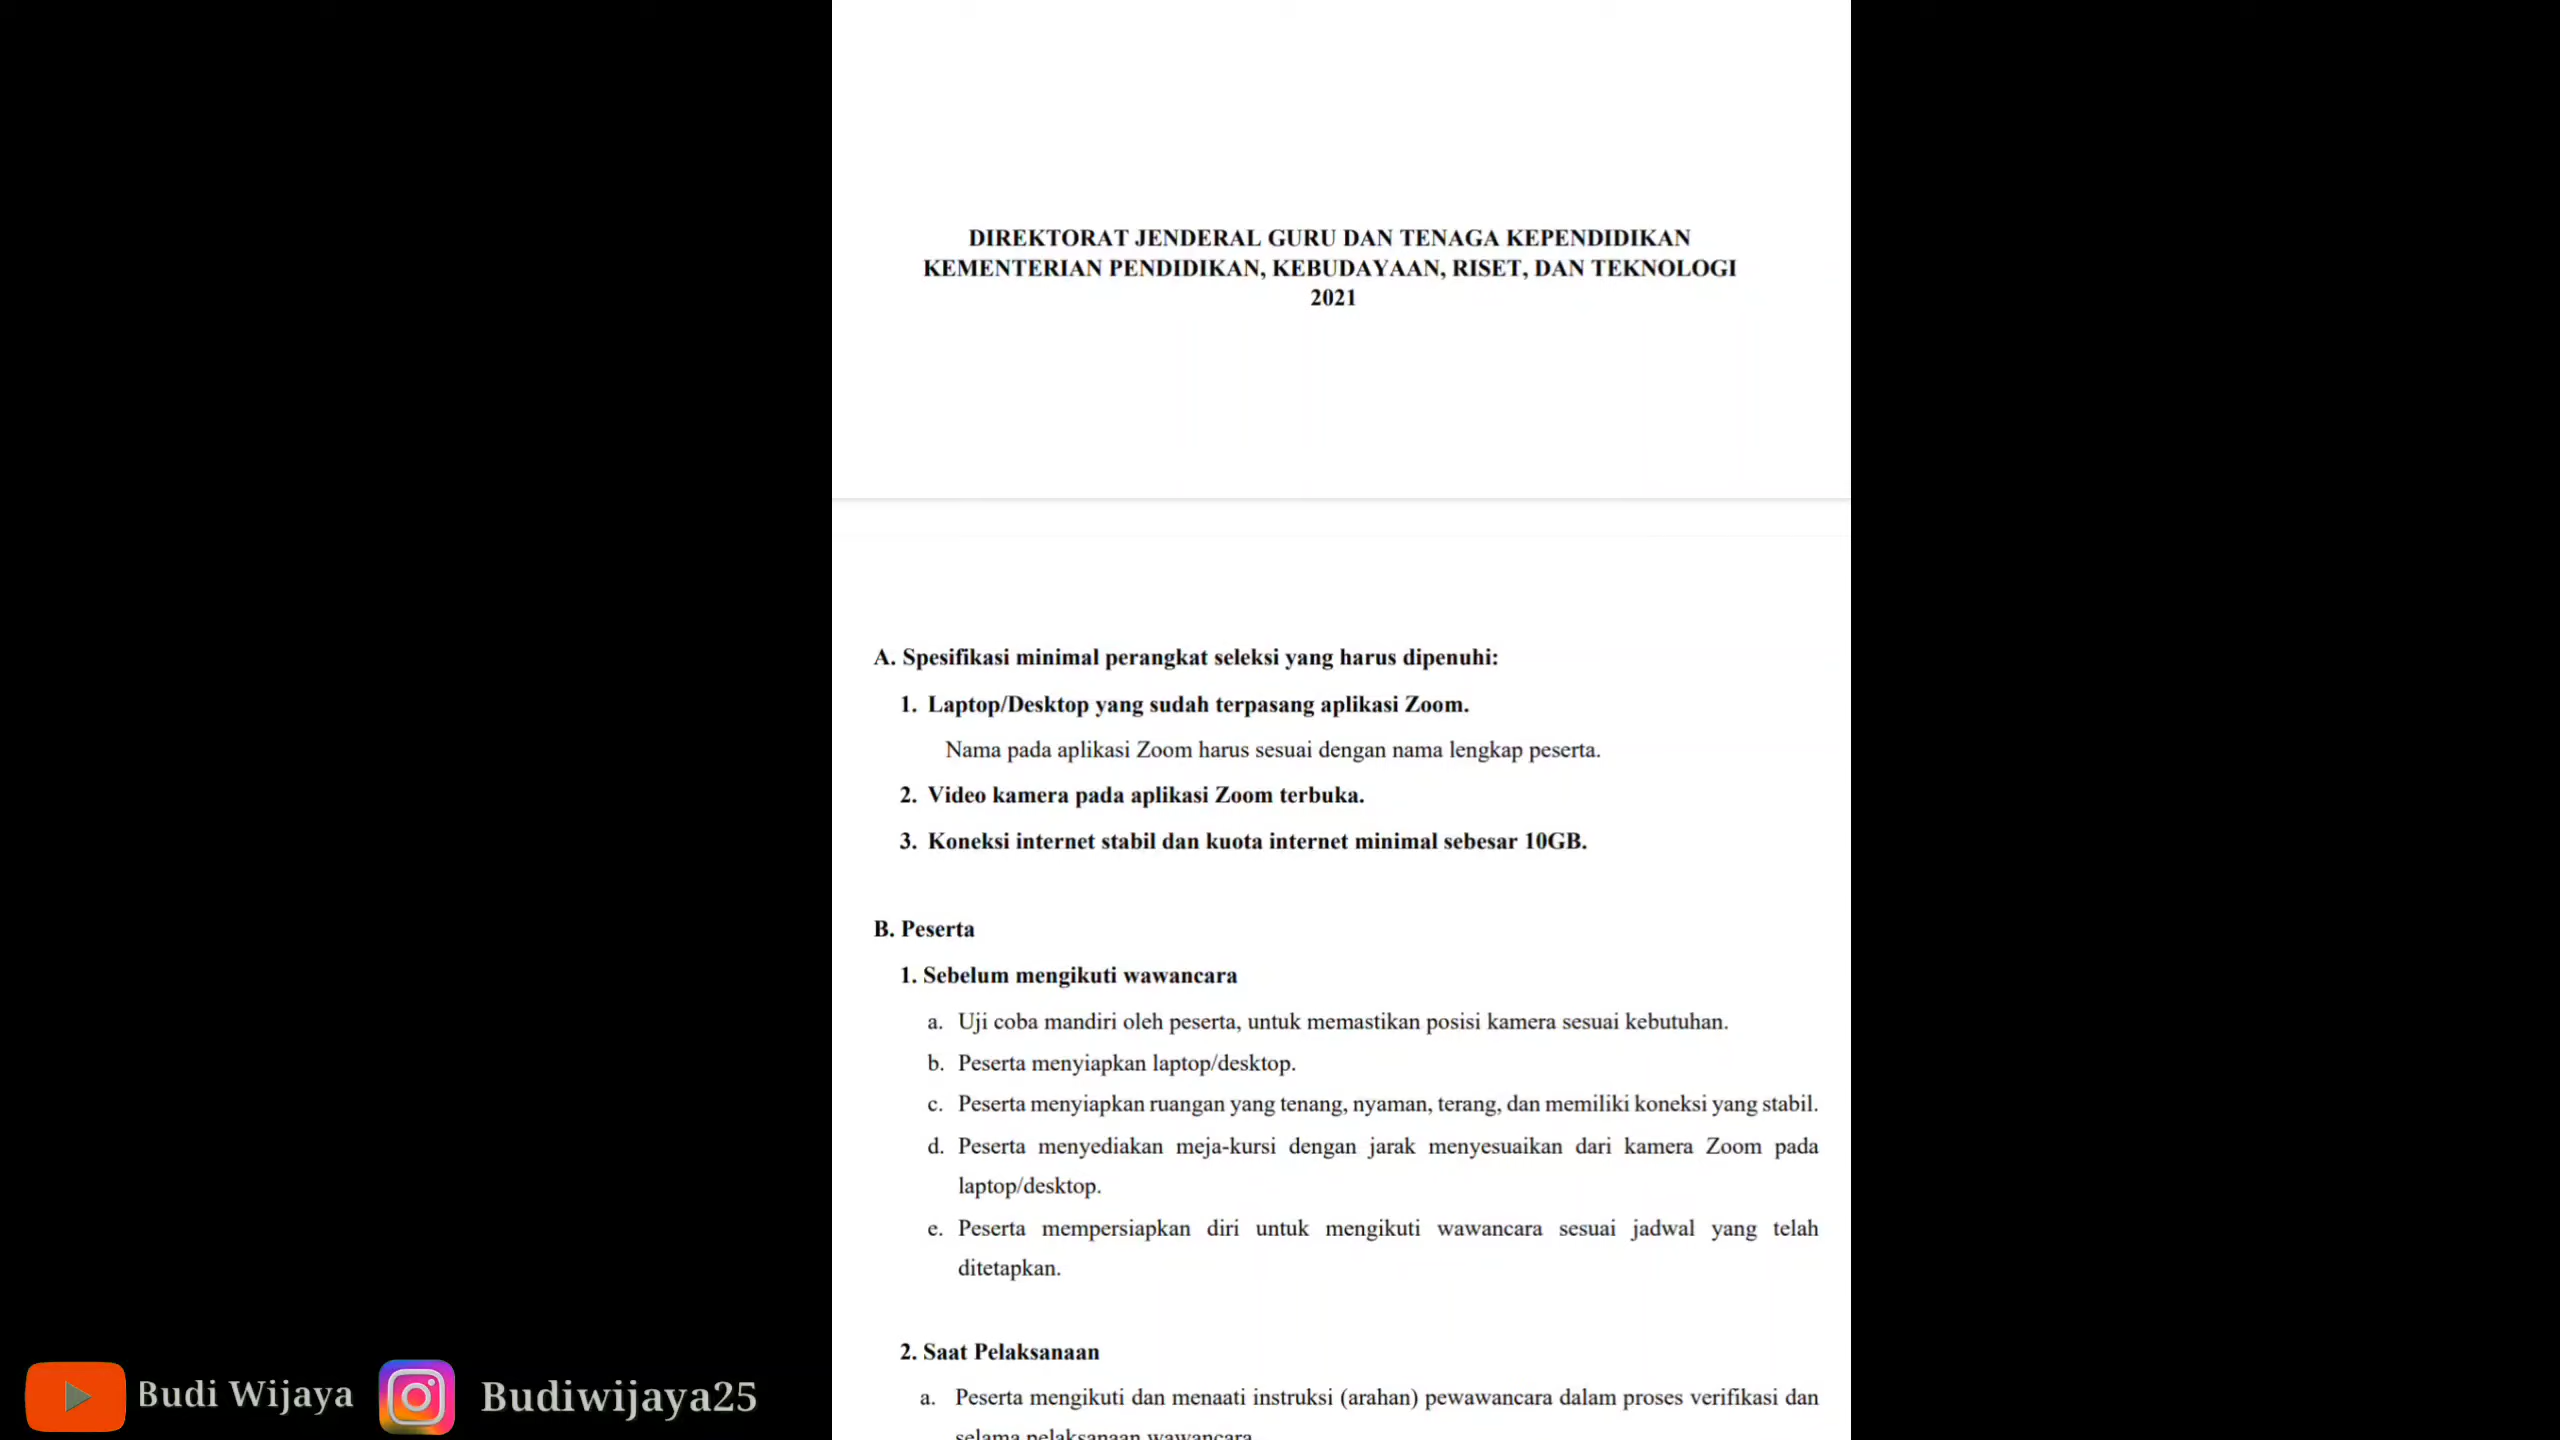 DIREKTORAT JENDERAL GURU DAN TENAGA KEPENDIDIKAN
KEMENTERIAN PENDIDIKAN, KEBUDAYAAN, RISET, DAN TEKNOLOGI
2021
A. Spesifikasi minimal perangkat seleksi yang harus dipenuhi:
1. Laptop/Desktop yang sudah terpasang aplikasi Zoom.
Nama pada aplikasi Zoom harus sesuai dengan nama lengkap peserta.
2. Video kamera pada aplikasi Zoom terbuka.
3. Koneksi internet stabil dan kuota internet minimal sebesar 10GB.
B. Peserta
1. Sebelum mengikuti wawancara
a. Uji coba mandiri oleh peserta, untuk memastikan posisi kamera sesuai kebutuhan.
b. Peserta menyiapkan laptop/desktop.
c. Peserta menyiapkan ruangan yang tenang, nyaman, terang, dan memiliki koneksi yang stabil.
d. Peserta menyediakan meja-kursi dengan jarak menyesuaikan dari kamera Zoom pada
laptop/desktop.
e. Peserta mempersiapkan diri untuk mengikuti wawancara sesuai jadwal yang telah
ditetapkan.
2. Saat Pelaksanaan
a. Peserta mengikuti dan menaati instruksi (arahan) pewawancara dalam proses verifikasi dan
selama pelaksanaan wawancara
Budi Wijaya
Budiwijaya25